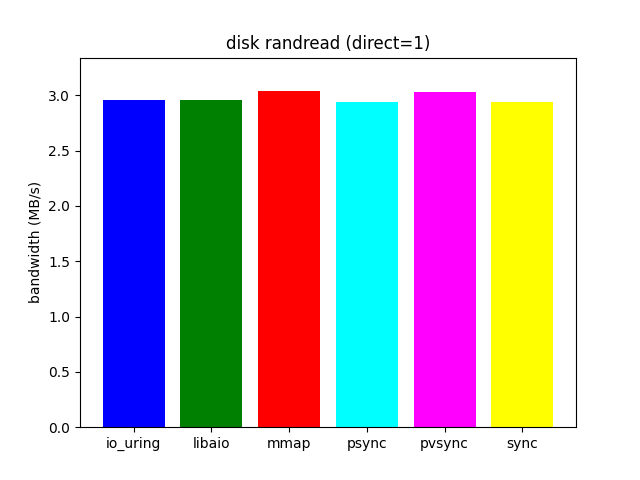 disk randread (direct=1)
bandwidth (MB/s)
3.0
2.5
2.0
1.5
1.0
0.5
0.0
io_uring libaio mmap psync pvsync sync